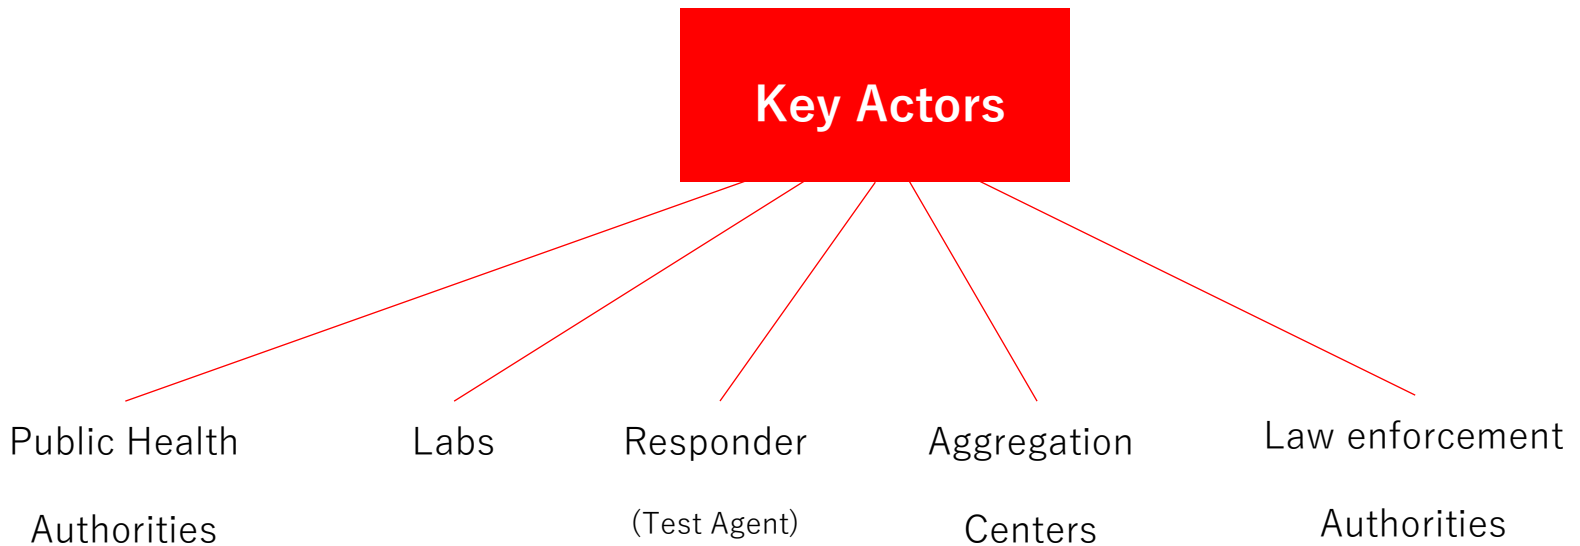 Key Actors
Public Health
Authorities
Labs
Responder
(Test Agent)
Aggregation
Centers
Law enforcement
Authorities